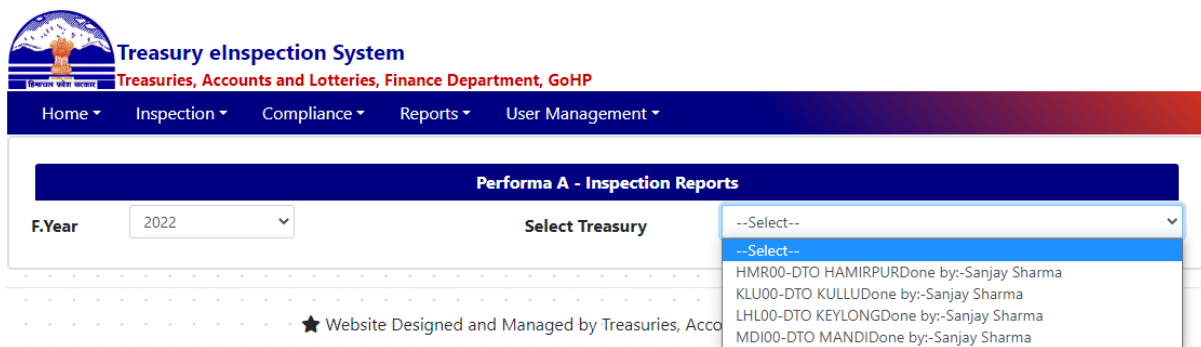 Treasury eInspection System
हिमाचल प्रदेश सरकार
Treasuries, Accounts and Lotteries, Finance Department, GoHP
Home Inspection Compliance Reports User Management
Performa A - Inspection Reports
F.Year 2022 Select Treasury --Select--
--Select--
HMR00-DTO HAMIRPURDone by:-Sanjay Sharma
KLU00-DTO KULLUDone by:-Sanjay Sharma
LHL00-DTO KEYLONGDone by:-Sanjay Sharma
MDI00-DTO MANDIDone by:-Sanjay Sharma
★ Website Designed and Managed by Treasuries, Acco